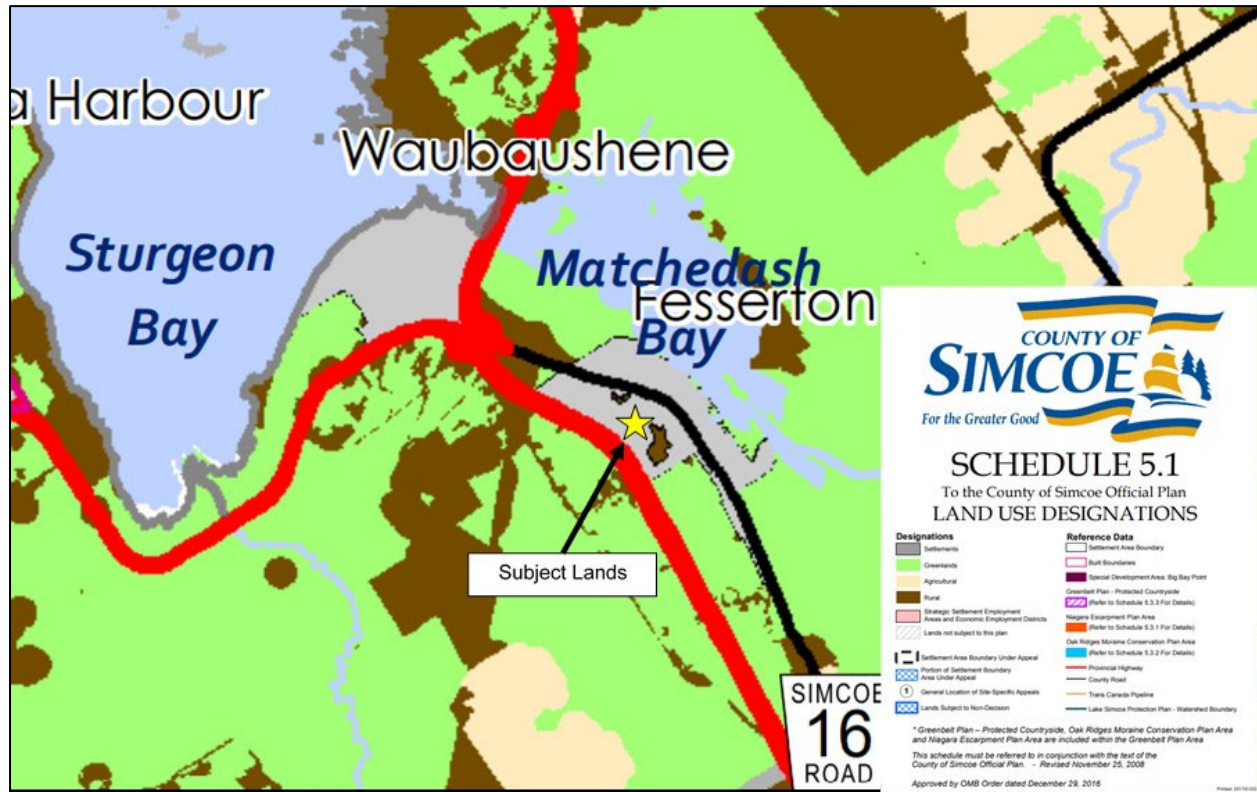 a Harbour
Waubaushene
Sturgeon
Bay
Matchedash
Bay
Fesserton
Subject Lands
SIMCOE
16
ROAD
COUNTY OF
SIMCOE
For the Greater Good
SCHEDULE 5.1
To the County of Simcoe Official Plan
LAND USE DESIGNATIONS
Designations
Settlements
Greenlands
Agricultural
Rural
Strategic Settlement Employment
Areas and Economic Employment Districts
Lands not subject to this plan
Settlement Area Boundary Under Appeal
Portion of Settlement Boundary
Area Under Appeal
1 General Location of Site-Specific Appeals
Lands Subject to Non-Decision
Reference Data
Settlement Area Boundary
Built Boundaries
Special Development Area: Big Bay Point
Greenbelt Plan - Protected Countryside
(Refer to Schedule 5.3.3 For Details)
Niagara Escarpment Plan Area
(Refer to Schedule 5.3.1 For Details)
Oak Ridges Moraine Conservation Plan Area
(Refer to Schedule 5.3.2 For Details)
Provincial Highway
County Road
Trans Canada Pipeline
Lake Simcoe Protection Plan - Watershed Boundary
* Greenbelt Plan – Protected Countryside, Oak Ridges Moraine Conservation Plan Area
and Niagara Escarpment Plan Area are included within the Greenbelt Plan Area
This schedule must be referred to in conjunction with the text of the
County of Simcoe Official Plan. - Revised November 25, 2008
Approved by OMB Order dated December 29, 2016